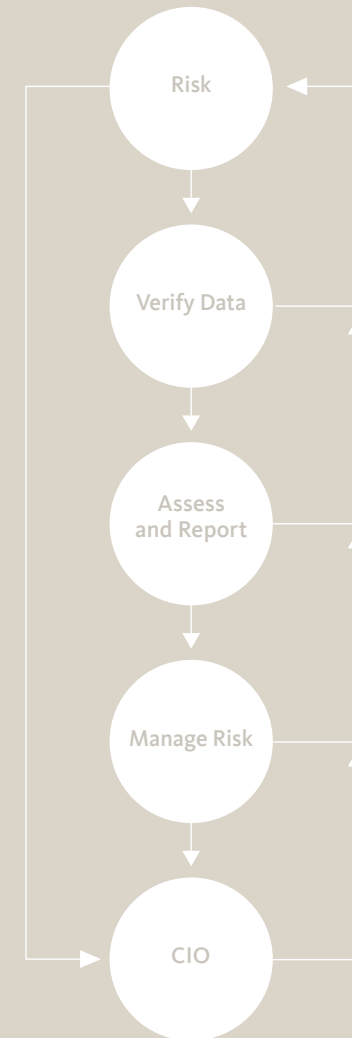 Risk
Verify Data
Assess
and Report
Manage Risk
CIO